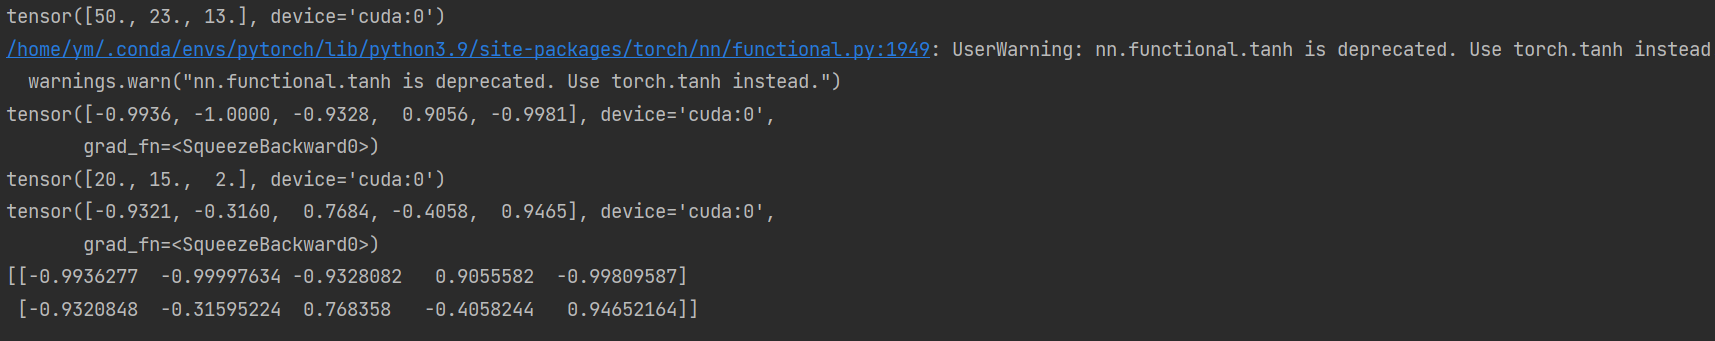 tensor([50., 23., 13.], device='cuda:0')
/home/ym/.conda/envs/pytorch/lib/python3.9/site-packages/torch/nn/functional.py:1949: UserWarning: nn.functional.tanh is deprecated. Use torch.tanh instead
  warnings.warn("nn.functional.tanh is deprecated. Use torch.tanh instead.")
tensor([-0.9936, -1.0000, -0.9328,  0.9056, -0.9981], device='cuda:0',
       grad_fn=<SqueezeBackward0>)
tensor([20., 15.,  2.], device='cuda:0')
tensor([-0.9321, -0.3160,  0.7684, -0.4058,  0.9465], device='cuda:0',
       grad_fn=<SqueezeBackward0>)
[[-0.9936277  -0.99997634 -0.9328082   0.9055582  -0.99809587]
 [-0.9320848  -0.31595224  0.768358   -0.4058244   0.94652164]]